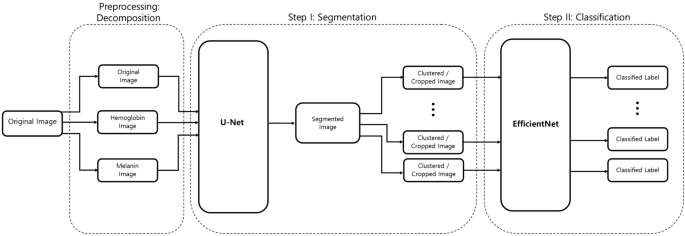 Preprocessing:
Decomposition
Step I: Segmentation
Step II: Classification
Original Image
Original
Image
Hemoglobin
Image
Melanin
Image
U-Net
Segmented
Image
Clustered /
Cropped Image
Clustered /
Cropped Image
Clustered /
Cropped Image
EfficientNet
Classified Label
Classified Label
Classified Label